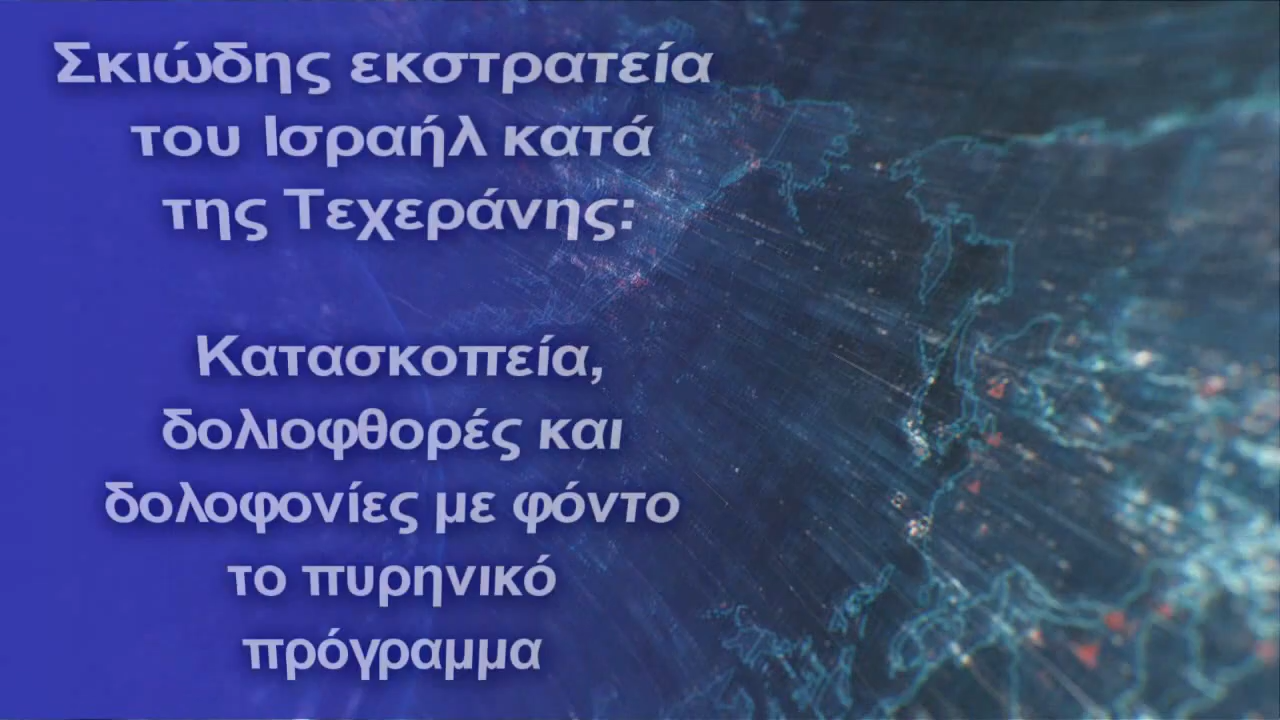 Σκιώδης εκστρατεία
του Ισραήλ κατά
της Τεχεράνης:
Κατασκοπεία,
δολιοφθορές και
δολοφονίες με φόντο
το πυρηνικό
πρόγραμμα